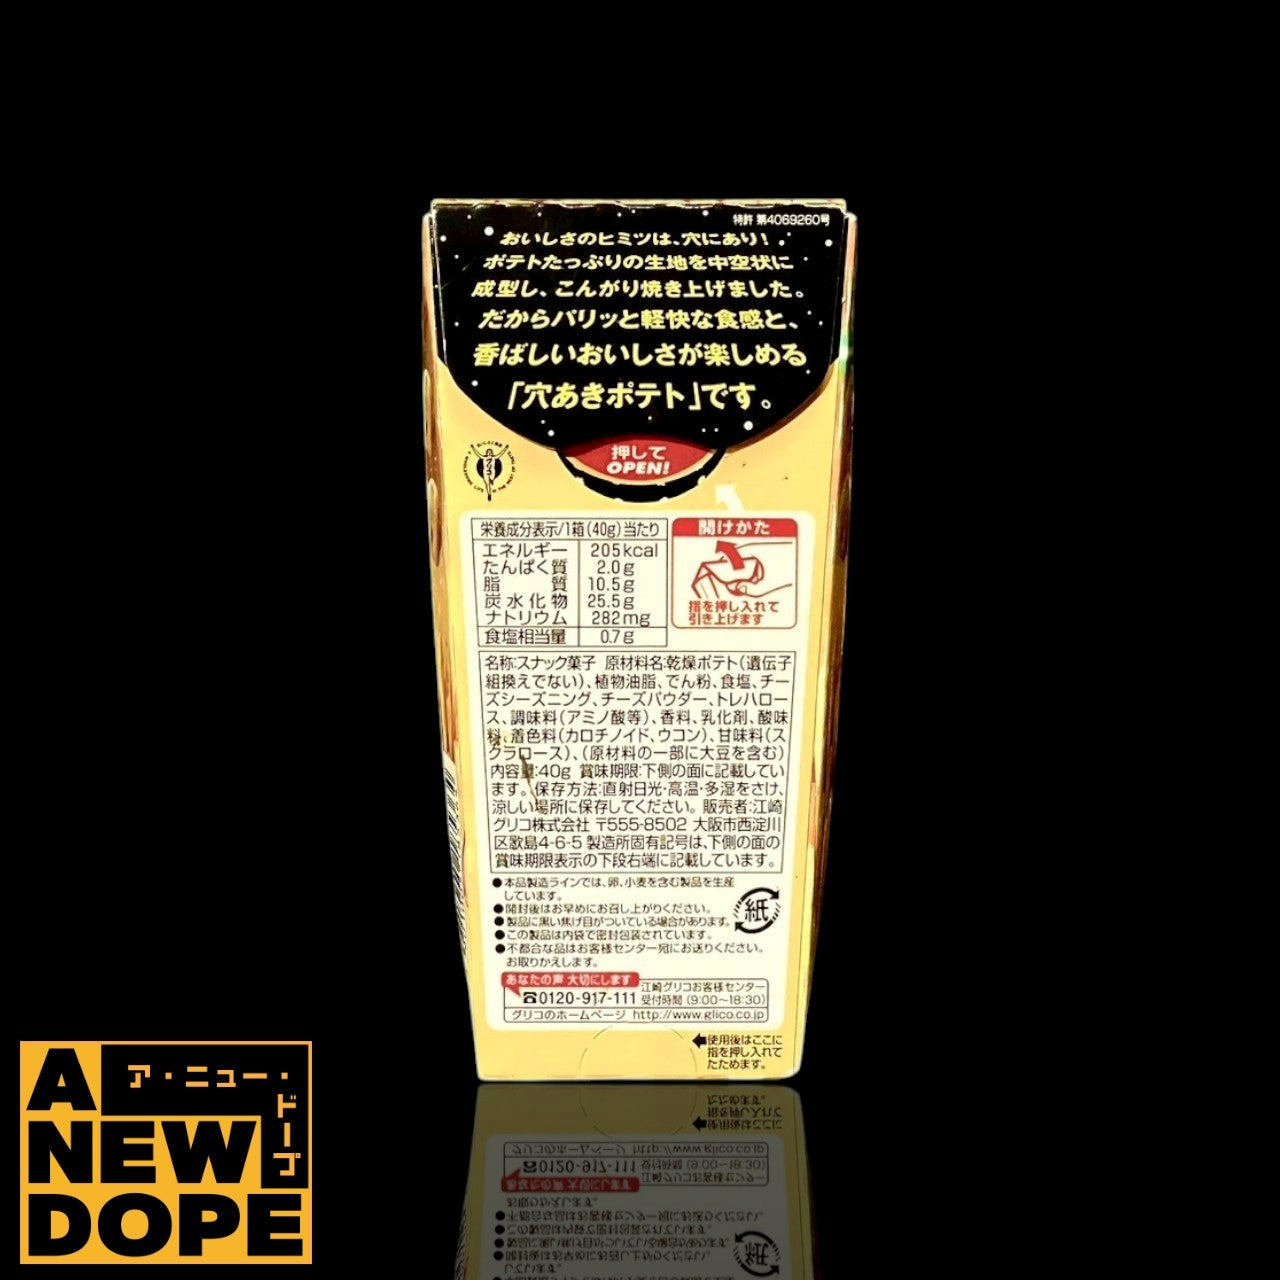 特許 第4069260号
おいしさのヒミツは、穴にあり！
ポテトたっぷりの生地を中空状に
成型し、こんがり焼き上げました。
だからパリッと軽快な食感と、
香ばしいおいしさが楽しめる
「穴あきポテト」です。
押して
OPEN!
グリコ
栄養成分表示/1箱(40g)当たり
エネルギー 205kcal
たんぱく質 2.0g
脂質 10.5g
炭水化物 25.5g
ナトリウム 282mg
食塩相当量 0.7g
開けかた
指を押し入れて
引き上げます
名称:スナック菓子 原材料名:乾燥ポテト(遺伝子
組換えでない)、植物油脂、でん粉、食塩、チー
ズシーズニング、チーズパウダー、トレハロー
ス、調味料(アミノ酸等)、香料、乳化剤、酸味
料、着色料(カロチノイド、ウコン)、甘味料(ス
クラロース)、(原材料の一部に大豆を含む)
内容量:40g 賞味期限:下側の面に記載してい
ます。保存方法:直射日光・高温・多湿をさけ、
涼しい場所に保存してください。販売者:江崎
グリコ株式会社 〒555-8502 大阪市西淀川
区歌島4-6-5 製造所固有記号は、下側の面の
賞味期限表示の下段右端に記載しています。
●本品製造ラインでは、卵、小麦を含む製品を生産
しています。
●開封後はお早めにお召し上がりください。
●製品に黒い焦げ目がついている場合があります。
●この製品は内袋で密封包装されています。
●不都合な品はお客様センター宛にお送りください。
お取りかえします。
紙
あなたの声 大切にします
江崎グリコお客様センター
☎0120-917-111 受付時間 (9:00〜18:30)
グリコのホームページ http://www.glico.co.jp
←使用後はここに
指を押し入れて
たためます。
A
ア・ニュー・ドープ
NEW
DOPE